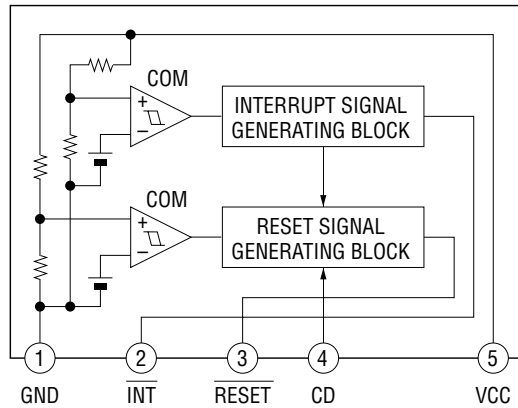 COM
+
−
INTERRUPT SIGNAL
GENERATING BLOCK
COM
+
−
RESET SIGNAL
GENERATING BLOCK
1 2 3 4 5
GND INT RESET CD VCC